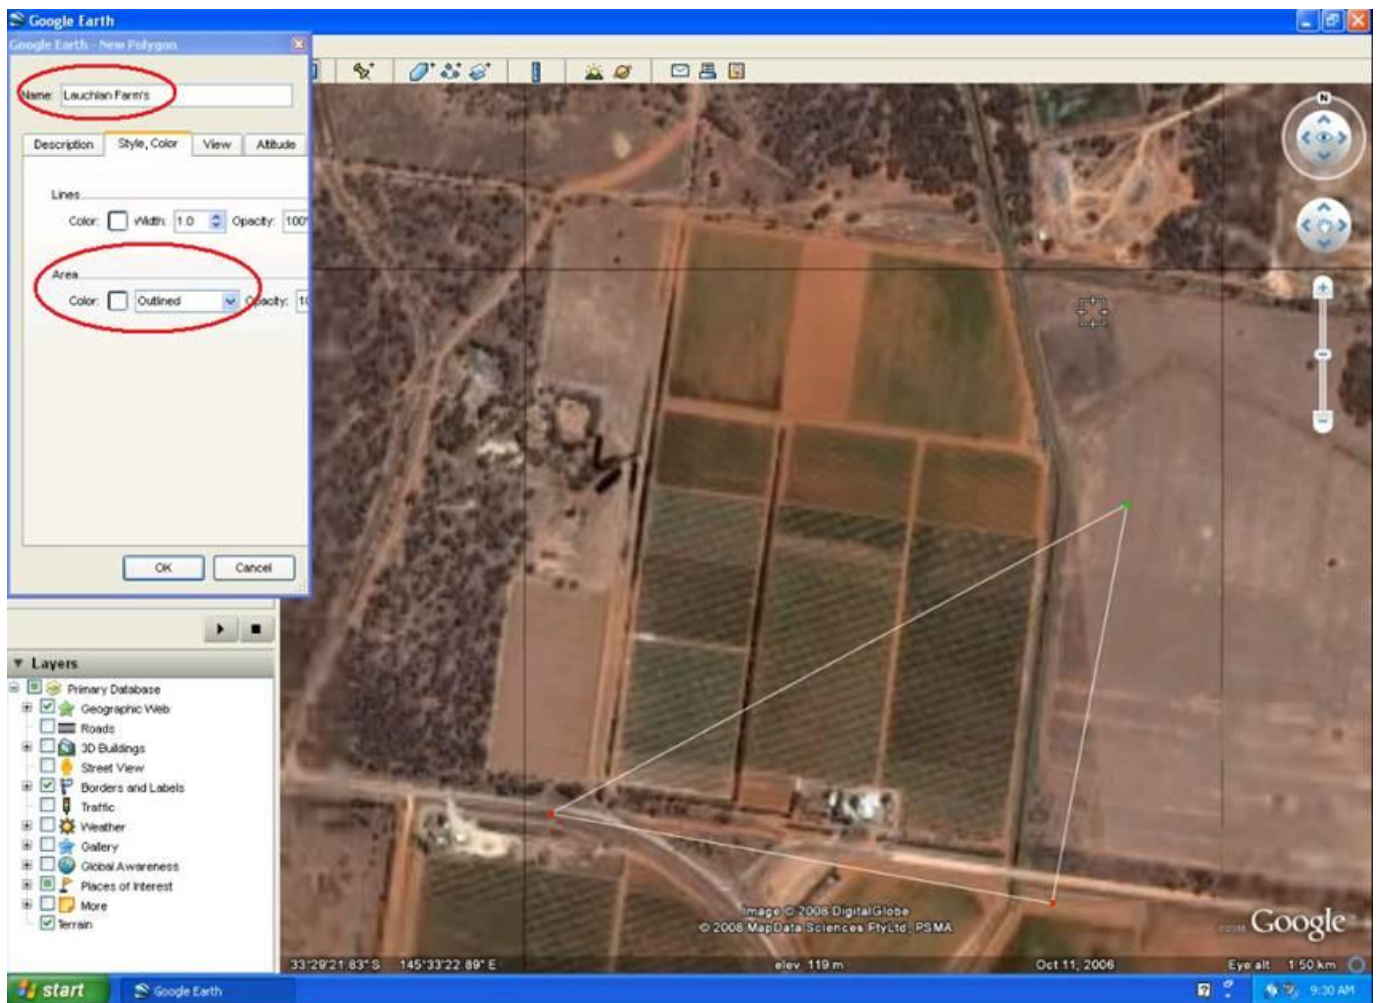 Google Earth
Google Earth - New Polygon
Name: Lauchlan Farm's
Description Style, Color View Altitude
Lines
Color: Width: 1.0 Opacity: 100%
Area
Color: Outlined Opacity: 10
OK Cancel
N
Layers
Primary Database
Geographic Web
Roads
3D Buildings
Street View
Borders and Labels
Traffic
Weather
Gallery
Global Awareness
Places of Interest
More
Terrain
Image © 2008 DigitalGlobe
© 2008 MapData Sciences PtyLtd, PSMA
Google
33°29'21.83" S 145°33'22.89" E elev 119 m Oct 11, 2006 Eye alt 1.50 km
start Google Earth 9:30 AM